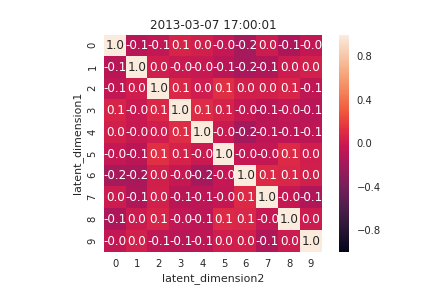 2013-03-07 17:00:01
0 1.0 -0.1 -0.1 0.1 0.0 -0.0 -0.2 0.0 -0.1 -0.0
1 -0.1 1.0 0.0 -0.0 -0.0 -0.1 -0.2 -0.1 0.0 0.0
2 -0.1 0.0 1.0 0.1 -0.0 0.1 0.0 0.0 0.1 -0.1
3 0.1 -0.0 0.1 1.0 0.1 0.1 -0.0 -0.1 -0.0 -0.1
4 0.0 -0.0 -0.0 0.1 1.0 -0.0 -0.2 -0.1 -0.1 -0.1
5 -0.0 -0.1 0.1 0.1 -0.0 1.0 -0.0 -0.0 0.1 0.0
6 -0.2 -0.2 0.0 -0.0 -0.2 -0.0 1.0 0.1 0.1 0.0
7 0.0 -0.1 0.0 -0.1 -0.1 -0.0 0.1 1.0 -0.0 -0.1
8 -0.1 0.0 0.1 -0.0 -0.1 0.1 0.1 -0.0 1.0 0.0
9 -0.0 0.0 -0.1 -0.1 -0.1 0.0 0.0 -0.1 0.0 1.0
0 1 2 3 4 5 6 7 8 9
latent_dimension2
latent_dimension1
0.8
0.4
0.0
-0.4
-0.8